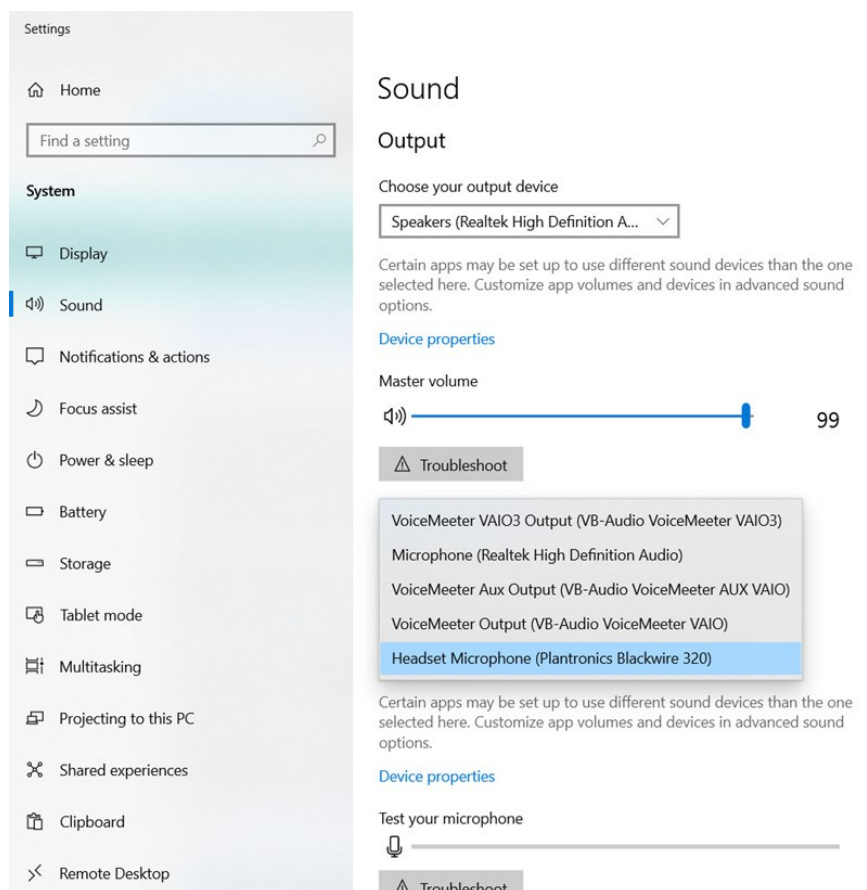 Settings
Home
Find a setting
System
Display
Sound
Notifications & actions
Focus assist
Power & sleep
Battery
Storage
Tablet mode
Multitasking
Projecting to this PC
Shared experiences
Clipboard
Remote Desktop
Sound
Output
Choose your output device
Speakers (Realtek High Definition A...
Certain apps may be set up to use different sound devices than the one
selected here. Customize app volumes and devices in advanced sound
options.
Device properties
Master volume
99
Troubleshoot
VoiceMeeter VAIO3 Output (VB-Audio VoiceMeeter VAIO3)
Microphone (Realtek High Definition Audio)
VoiceMeeter Aux Output (VB-Audio VoiceMeeter AUX VAIO)
VoiceMeeter Output (VB-Audio VoiceMeeter VAIO)
Headset Microphone (Plantronics Blackwire 320)
Certain apps may be set up to use different sound devices than the one
selected here. Customize app volumes and devices in advanced sound
options.
Device properties
Test your microphone
Troubleshoot